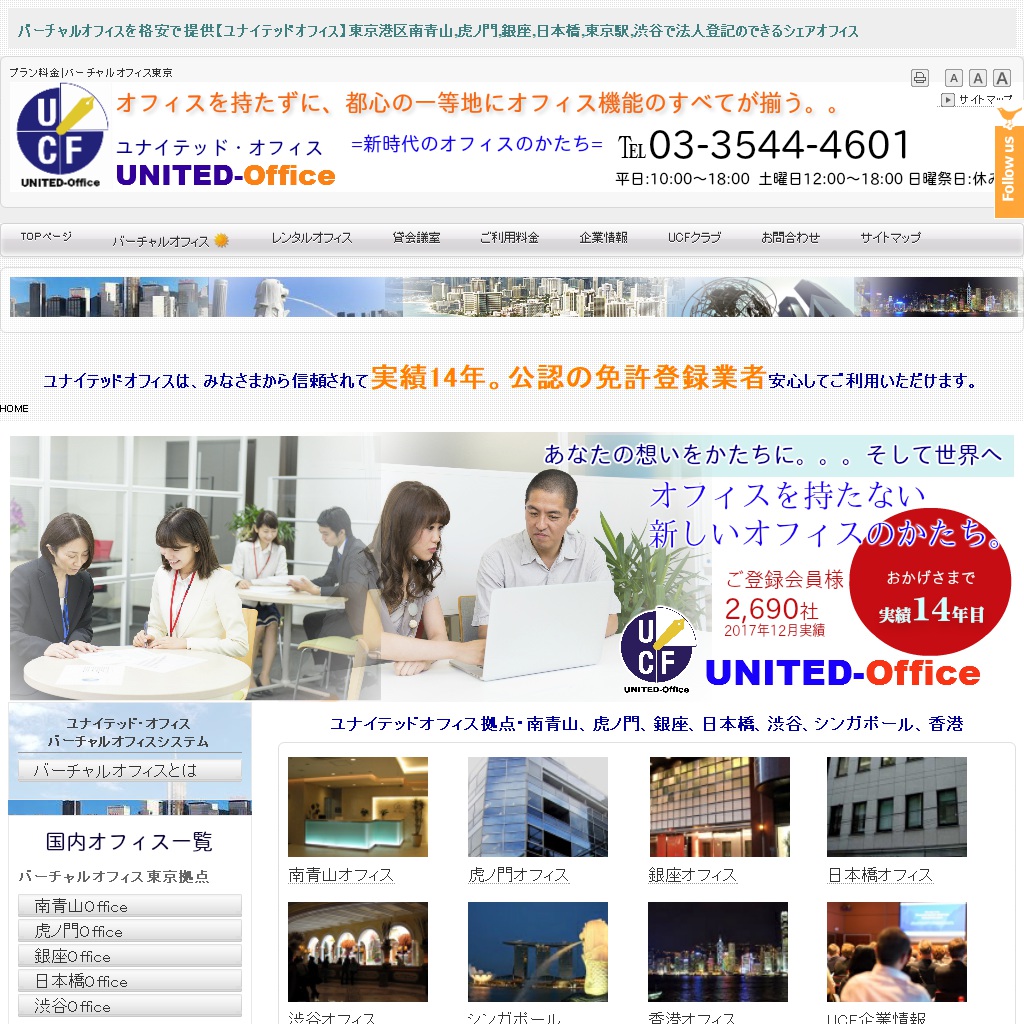 バーチャルオフィスを格安で提供【ユナイテッドオフィス】東京港区南青山,虎ノ門,銀座,日本橋,東京駅,渋谷で法人登記のできるシェアオフィス
プラン料金|バーチャルオフィス東京
A A A
サイトマップ
オフィスを持たずに、都心の一等地にオフィス機能のすべてが揃う。。
UCF
UNITED-Office
ユナイテッド・オフィス
UNITED-Office
=新時代のオフィスのかたち=
TEL03-3544-4601
平日:10:00～18:00 土曜日12:00～18:00 日曜祭日:休み
Follow us
TOPページ
バーチャルオフィス
レンタルオフィス
貸会議室
ご利用料金
企業情報
UCFクラブ
お問合わせ
サイトマップ
ユナイテッドオフィスは、みなさまから信頼されて実績14年。公認の免許登録業者安心してご利用いただけます。
HOME
あなたの想いをかたちに。。。そして世界へ
オフィスを持たない
新しいオフィスのかたち。
ご登録会員様
2,690社
2017年12月実績
おかげさまで
実績14年目
UCF
UNITED-Office
UNITED-Office
ユナイテッド・オフィス
バーチャルオフィスシステム
バーチャルオフィスとは
国内オフィス一覧
バーチャルオフィス東京拠点
南青山Office
虎ノ門Office
銀座Office
日本橋Office
渋谷Office
ユナイテッドオフィス拠点・南青山、虎ノ門、銀座、日本橋、渋谷、シンガポール、香港
南青山オフィス
虎ノ門オフィス
銀座オフィス
日本橋オフィス
渋谷オフィス
シンガポール
香港オフィス
UCF企業情報